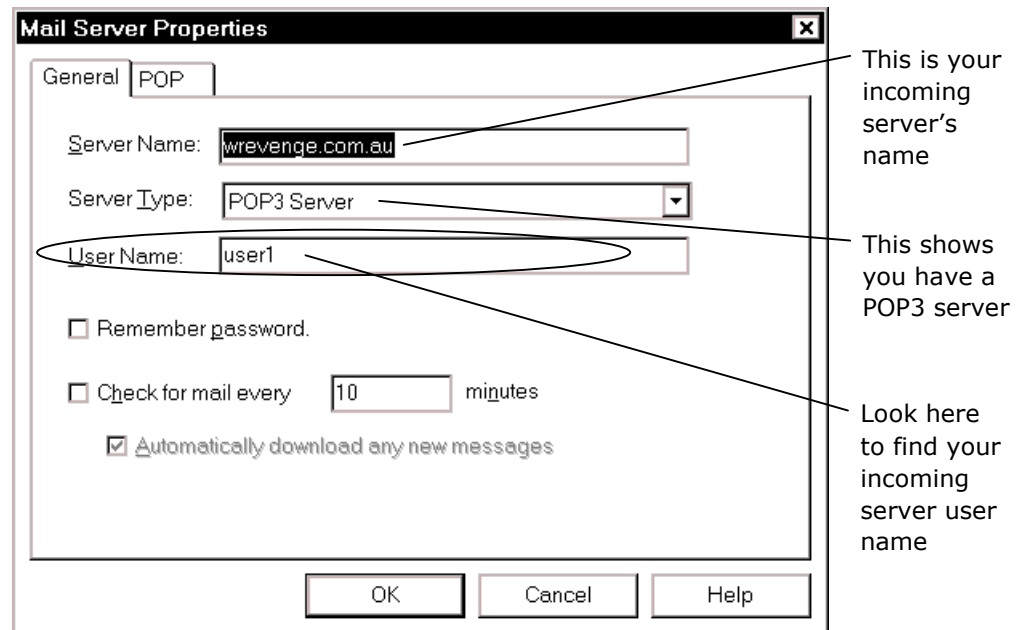 Mail Server Properties
General POP
Server Name: wrevenge.com.au
Server Type: POP3 Server
User Name: user1
Remember password.
Check for mail every 10 minutes
Automatically download any new messages
OK Cancel Help
This is your
incoming
server’s
name
This shows
you have a
POP3 server
Look here
to find your
incoming
server user
name